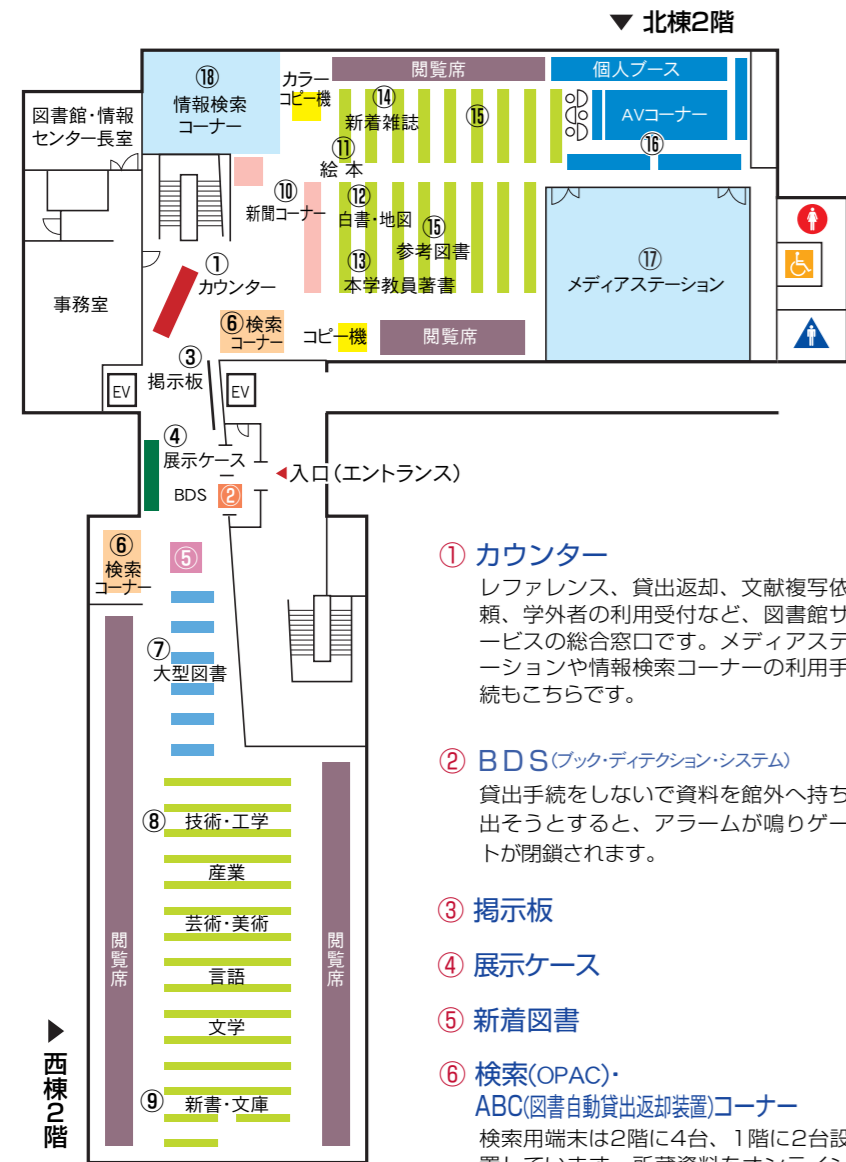 ▼ 北棟2階
⑱
情報検索
コーナー
カラー
コピー機
閲覧席
個人ブース
図書館・情報
センター長室
⑭
新着雑誌
⑮
AVコーナー
⑯
⑪
絵 本
⑩
新聞コーナー
⑫
白書・地図
⑮
参考図書
⑬
本学教員著書
⑰
メディアステーション
①
カウンター
事務室
⑥検索
コーナー
コピー機
閲覧席
③
掲示板
EV
EV
④
展示ケース
BDS ②
◀入口(エントランス)
⑥
検索
コーナー
⑤
⑦
大型図書
⑧ 技術・工学
産業
芸術・美術
言語
文学
⑨ 新書・文庫
閲覧席
閲覧席
▶西棟2階
① カウンター
レファレンス、貸出返却、文献複写依
頼、学外者の利用受付など、図書館サ
ービスの総合窓口です。メディアステ
ーションや情報検索コーナーの利用手
続もこちらです。
② BDS(ブック・ディテクション・システム)
貸出手続をしないで資料を館外へ持ち
出そうとすると、アラームが鳴りゲー
トが閉鎖されます。
③ 掲示板
④ 展示ケース
⑤ 新着図書
⑥ 検索(OPAC)・
ABC(図書自動貸出返却装置)コーナー
検索用端末は2階に4台、1階に2台設
置しています。所蔵資料をオンライン